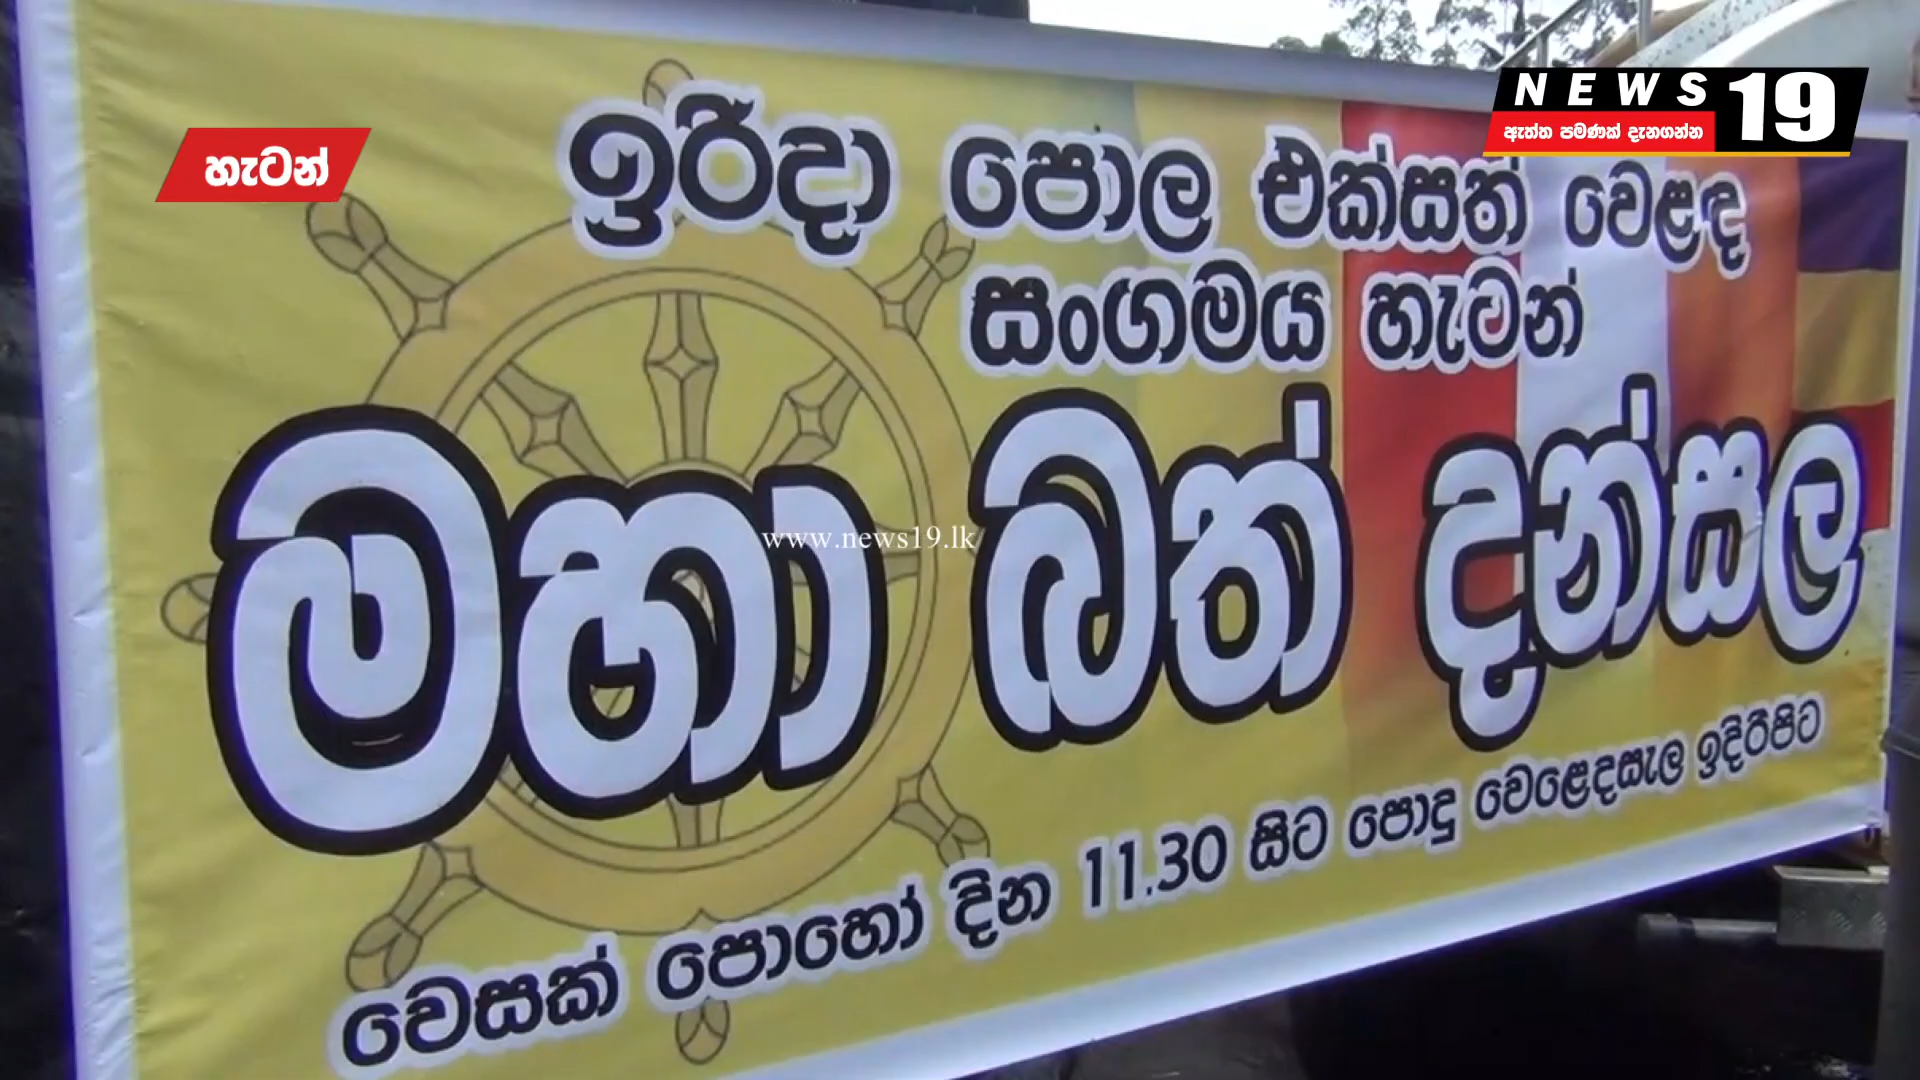 NEWS 19
ඇත්ත පමණක් දැනගන්න
හැටන්
ඉරිදා පොල එක්සත් වෙළඳ
සංගමය හැටන්
මහා බත් දන්සල
www.news19.lk
වෙසක් පොහෝ දින 11.30 සිට පොදු වෙළෙදසැල ඉදිරිපිට